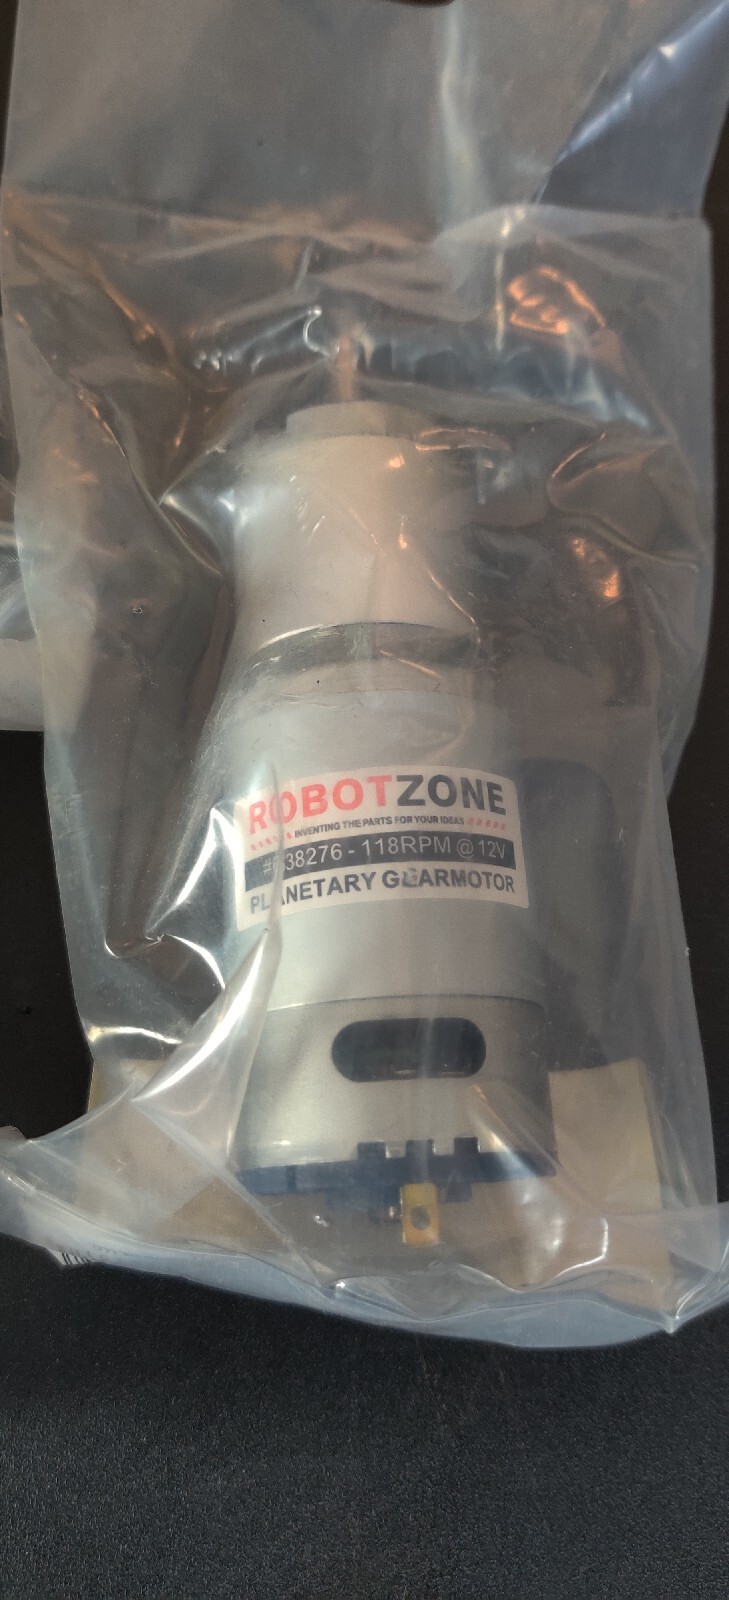 ROBOTZONE
INVENTING THE PARTS FOR YOUR IDEAS
118RPM @ 12V
PLANETARY GEARMOTOR